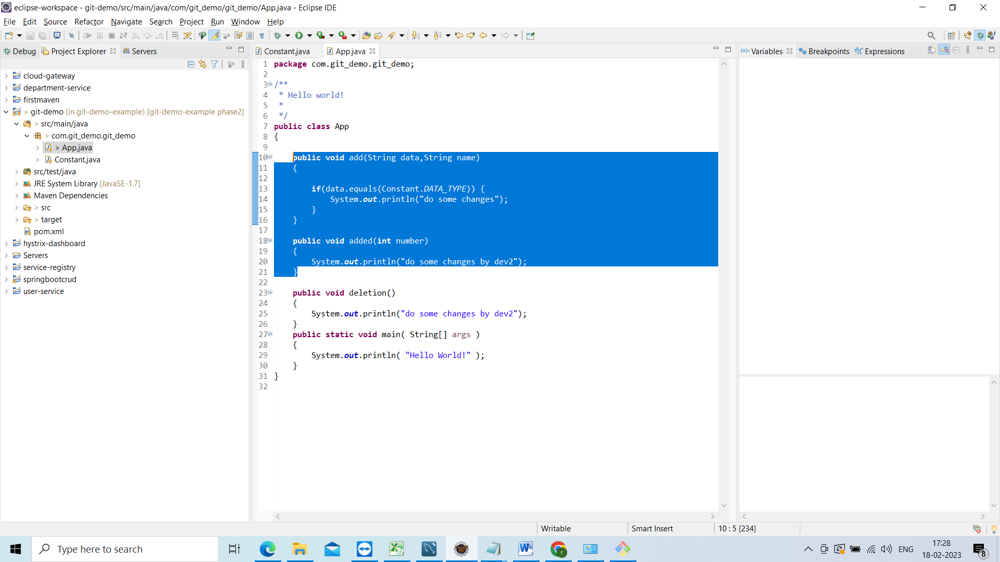 eclipse-workspace - git-demo/src/main/java/com/git_demo/git_demo/App.java - Eclipse IDE
File Edit Source Refactor Navigate Search Project Run Window Help
Debug Project Explorer Servers
cloud-gateway
department-service
firstmaven
> git-demo (in git-demo-example) [git-demo-example phase2]
> src/main/java
> com.git_demo.git_demo
> App.java
Constant.java
src/test/java
JRE System Library [JavaSE-1.7]
Maven Dependencies
> src
> target
pom.xml
hystrix-dashboard
Servers
service-registry
springbootcrud
user-service
Constant.java App.java
1 package com.git_demo.git_demo;
2
3 /**
4 * Hello world!
5 *
6 */
7 public class App
8 {
9
10 public void add(String data,String name)
11 {
12
13 if(data.equals(Constant.DATA_TYPE)) {
14 System.out.println("do some changes");
15 }
16 }
17
18 public void added(int number)
19 {
20 System.out.println("do some changes by dev2");
21 }
22
23 public void deletion()
24 {
25 System.out.println("do some changes by dev2");
26 }
27 public static void main( String[] args )
28 {
29 System.out.println( "Hello World!" );
30 }
31 }
32
(x)= Variables Breakpoints Expressions
Writable Smart Insert 10 : 5 [234]
Type here to search
ENG
17:28
18-02-2023
8